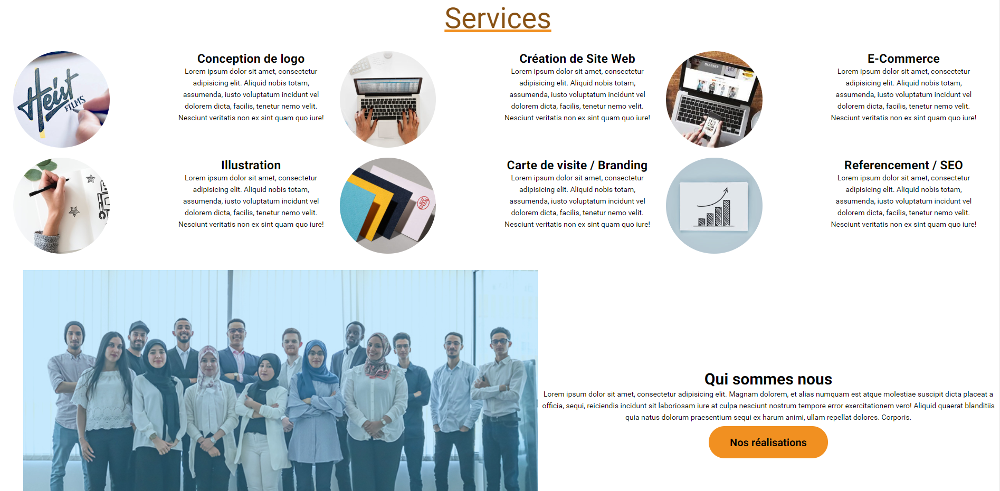 Services
Heist
FILMS
Conception de logo
Lorem ipsum dolor sit amet, consectetur
adipisicing elit. Aliquid nobis totam,
assumenda, iusto voluptatum incidunt vel
dolorem dicta, facilis, tenetur nemo velit.
Nesciunt veritatis non ex sint quam quo iure!
Création de Site Web
Lorem ipsum dolor sit amet, consectetur
adipisicing elit. Aliquid nobis totam,
assumenda, iusto voluptatum incidunt vel
dolorem dicta, facilis, tenetur nemo velit.
Nesciunt veritatis non ex sint quam quo iure!
GLASSES
E-Commerce
Lorem ipsum dolor sit amet, consectetur
adipisicing elit. Aliquid nobis totam,
assumenda, iusto voluptatum incidunt vel
dolorem dicta, facilis, tenetur nemo velit.
Nesciunt veritatis non ex sint quam quo iure!
Illustration
Lorem ipsum dolor sit amet, consectetur
adipisicing elit. Aliquid nobis totam,
assumenda, iusto voluptatum incidunt vel
dolorem dicta, facilis, tenetur nemo velit.
Nesciunt veritatis non ex sint quam quo iure!
Carte de visite / Branding
Lorem ipsum dolor sit amet, consectetur
adipisicing elit. Aliquid nobis totam,
assumenda, iusto voluptatum incidunt vel
dolorem dicta, facilis, tenetur nemo velit.
Nesciunt veritatis non ex sint quam quo iure!
Referencement / SEO
Lorem ipsum dolor sit amet, consectetur
adipisicing elit. Aliquid nobis totam,
assumenda, iusto voluptatum incidunt vel
dolorem dicta, facilis, tenetur nemo velit.
Nesciunt veritatis non ex sint quam quo iure!
Qui sommes nous
Lorem ipsum dolor sit amet, consectetur adipisicing elit. Magnam dolorem, et alias numquam est atque molestiae suscipit dicta placeat a
officia, sequi, reiciendis incidunt sit laboriosam iure at culpa nesciunt nostrum tempore error exercitationem vero! Aliquid quaerat blanditiis
quia natus dolorum praesentium sequi ex harum animi, ullam repellat dolores. Corporis.
Nos réalisations